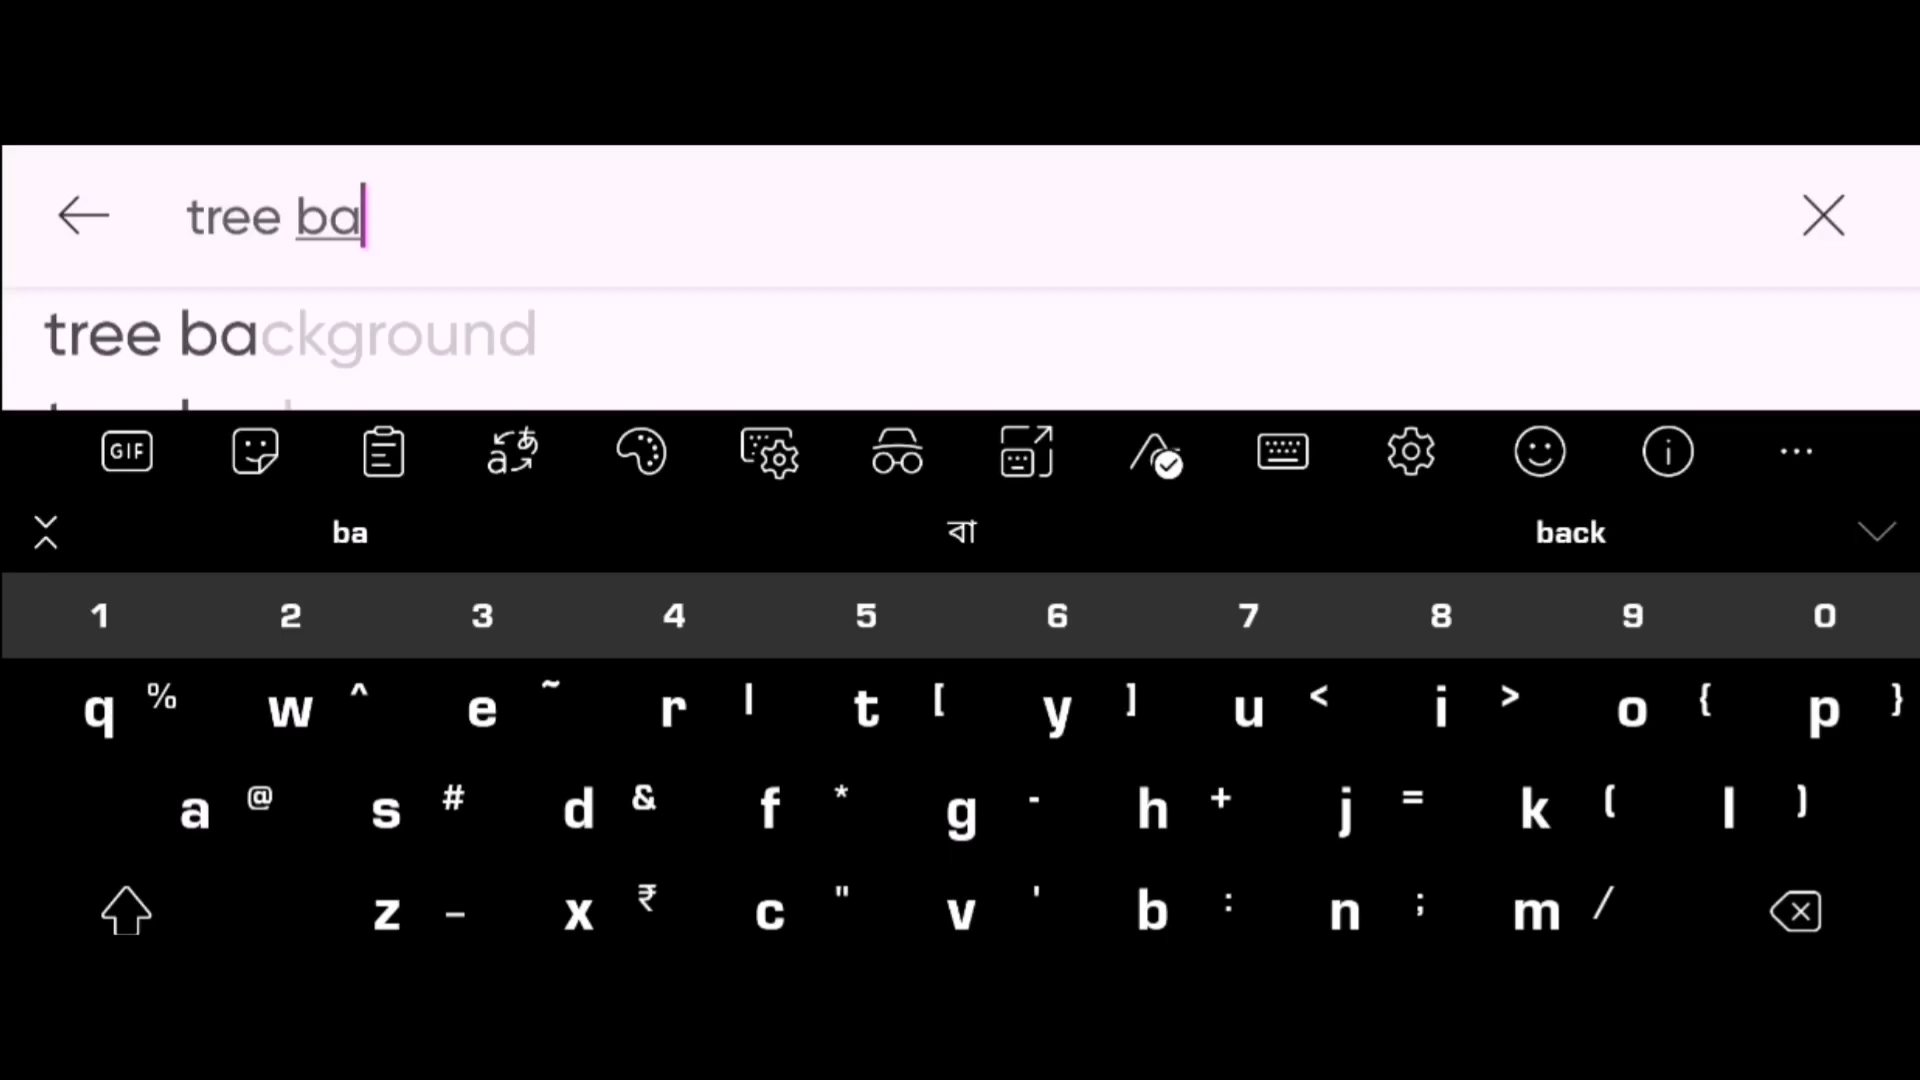 tree ba
tree background
GIF
ba বা back
1 2 3 4 5 6 7 8 9 0
q % w ^ e ~ r | t [ y ] u < i > o { p }
a @ s # d & f * g - h + j = k ( l )
z _ x ₹ c " v ' b : n ; m /